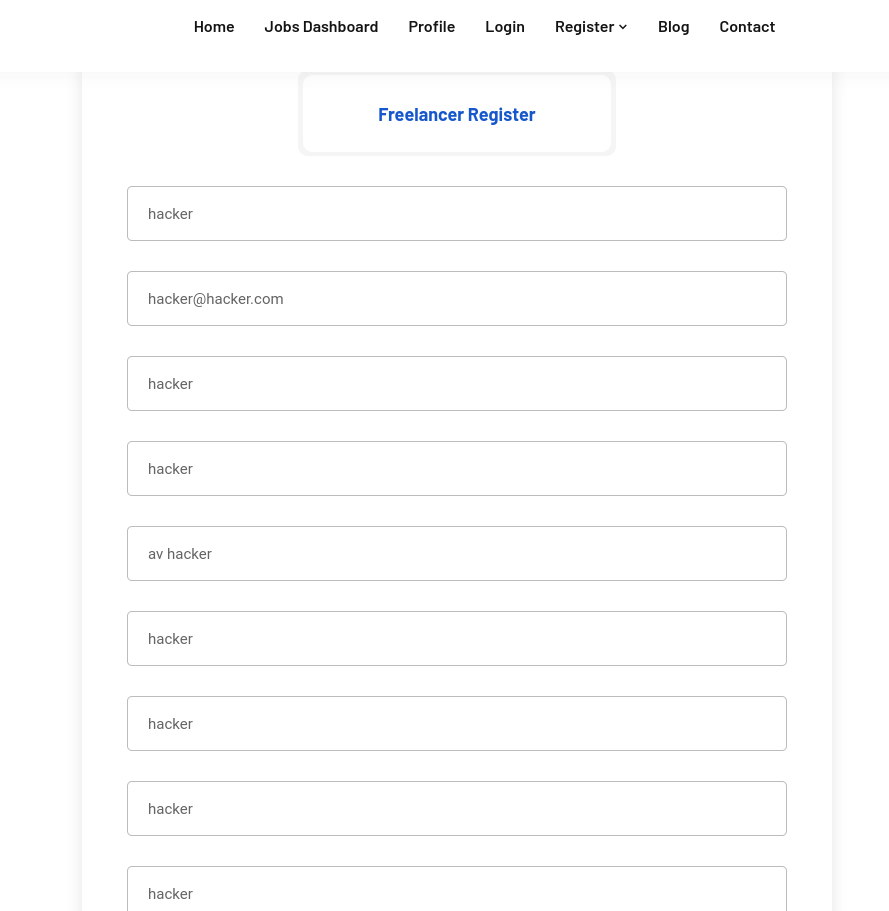 Home Jobs Dashboard Profile Login Register Blog Contact
Freelancer Register
hacker
hacker@hacker.com
hacker
hacker
av hacker
hacker
hacker
hacker
hacker